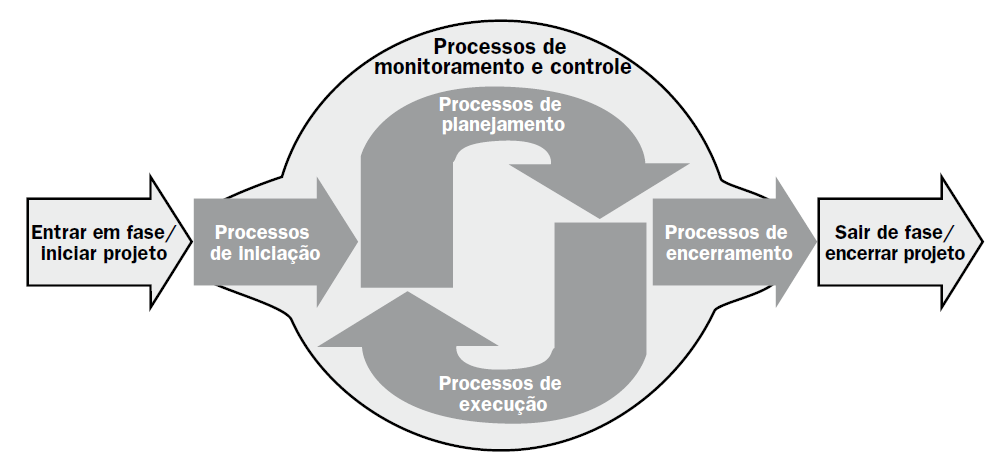 Processos de
monitoramento e controle
Processos de
planejamento
Entrar em fase/
iniciar projeto
Processos
de Iniciação
Processos de
encerramento
Sair de fase/
encerrar projeto
Processos de
execução